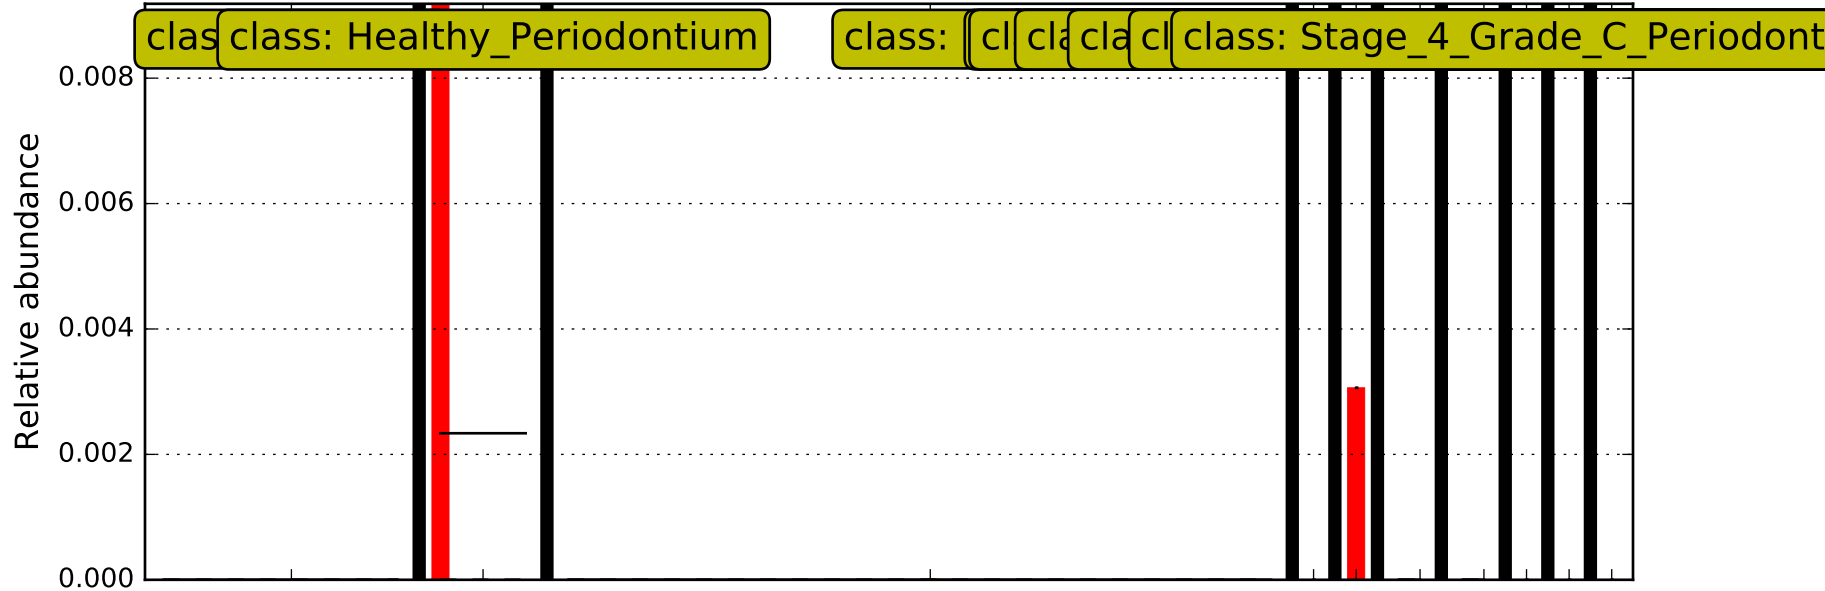 class: Healthy_Periodontium
class:
class: Stage_4_Grade_C_Periodont
0.008
0.006
0.004
0.002
0.000
Relative abundance